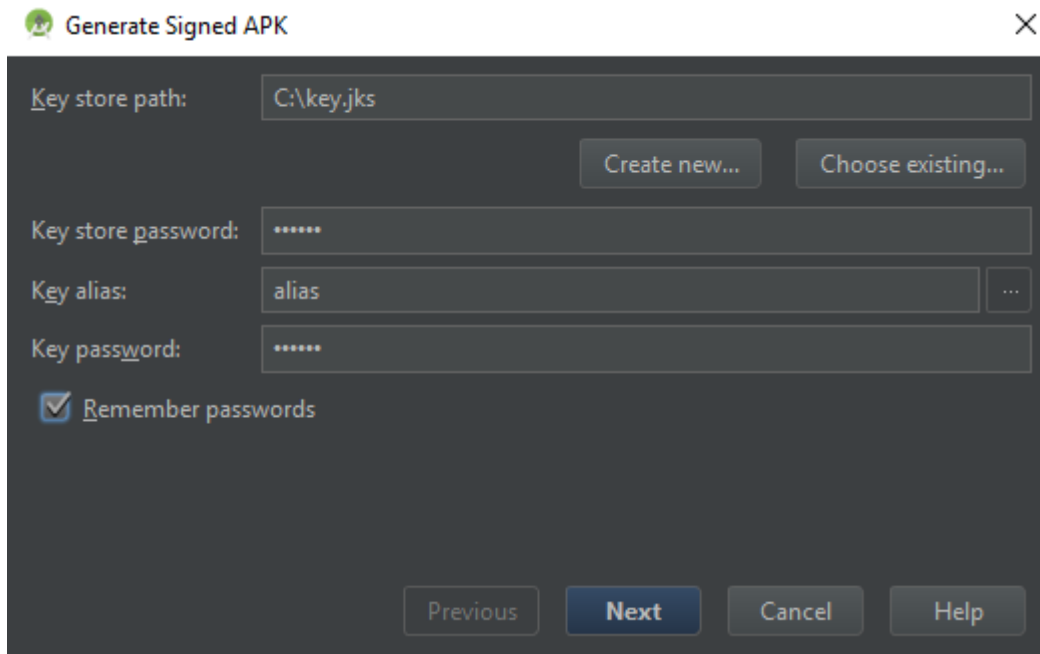 Generate Signed APK
Key store path: C:\key.jks
Create new... Choose existing...
Key store password: ••••••
Key alias: alias ...
Key password: ••••••
Remember passwords
Previous Next Cancel Help